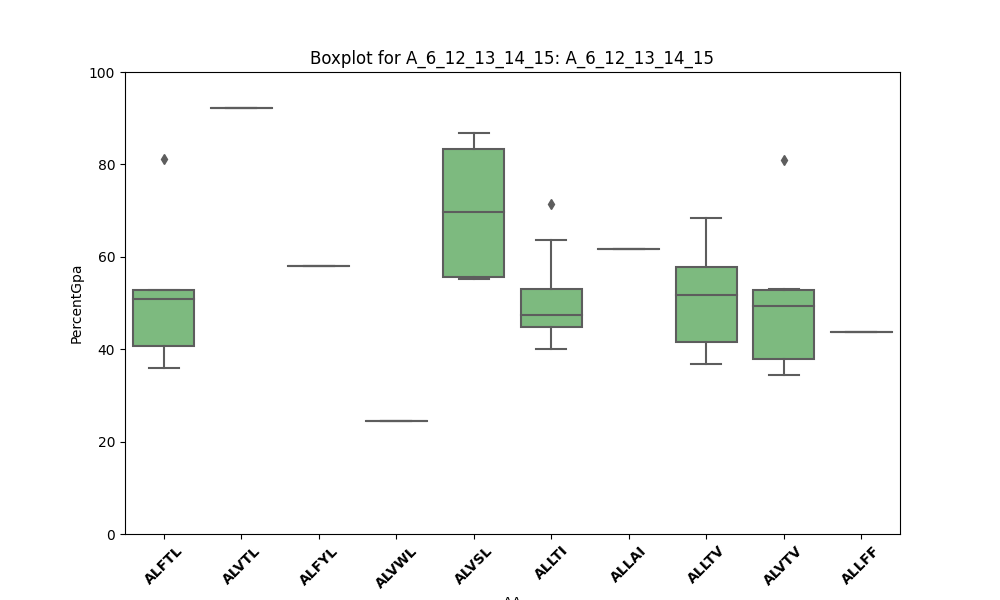 Boxplot for A_6_12_13_14_15: A_6_12_13_14_15
100
80
60
40
20
0
PercentGpa
ALFTL
ALVTL
ALFYL
ALVWL
ALVSL
ALLTI
ALLAI
ALLTV
ALVTV
ALLFF